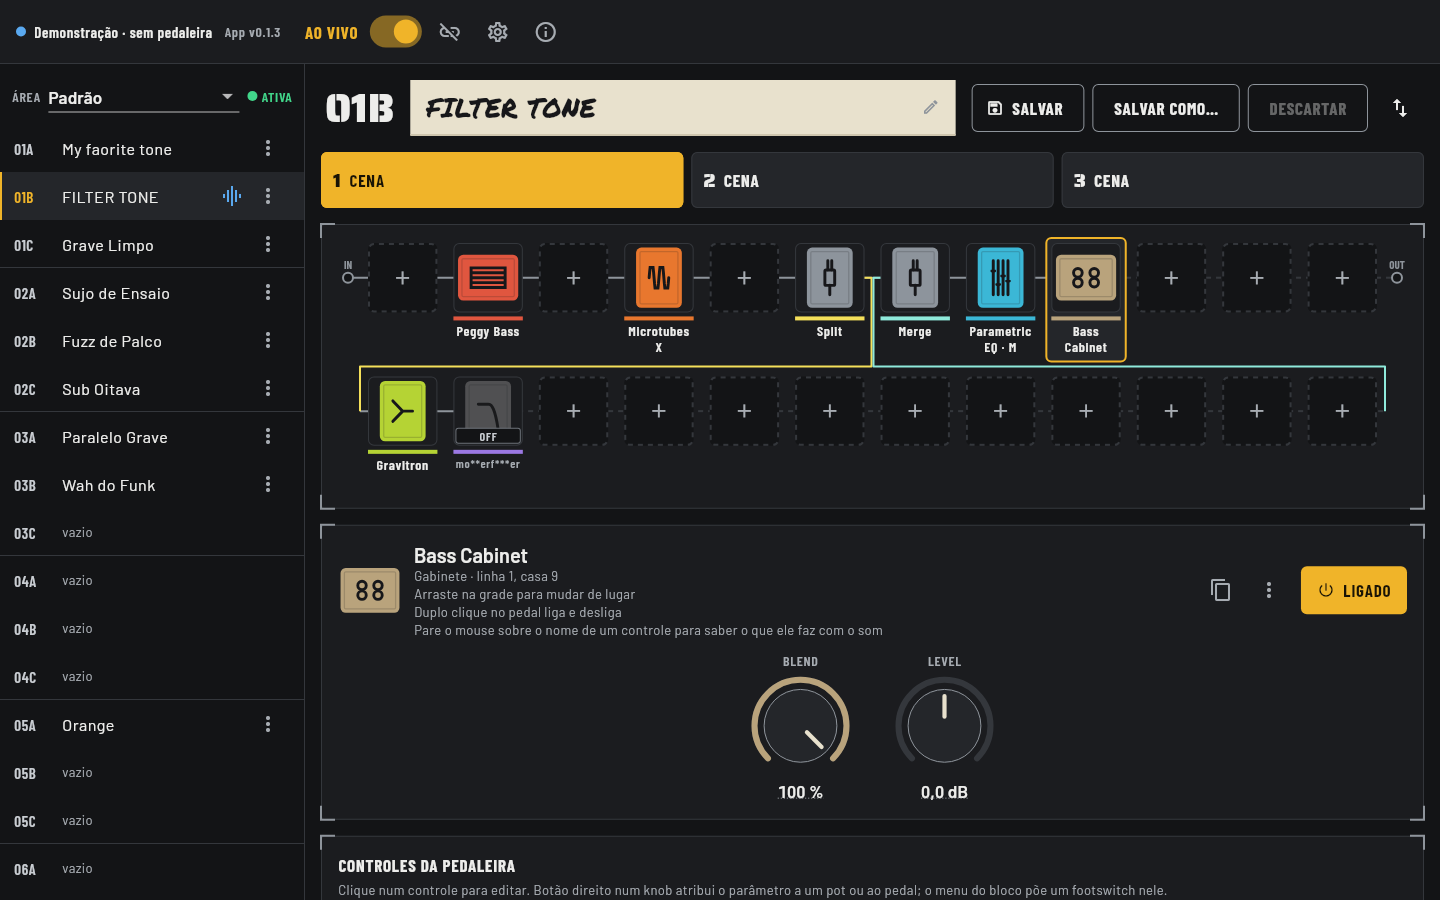 Demonstração · sem pedaleira App v0.1.3 AO VIVO
ÁREA Padrão ATIVA
01A My faorite tone
01B FILTER TONE
01C Grave Limpo
02A Sujo de Ensaio
02B Fuzz de Palco
02C Sub Oitava
03A Paralelo Grave
03B Wah do Funk
03C vazio
04A vazio
04B vazio
04C vazio
05A Orange
05B vazio
05C vazio
06A vazio
01B FILTER TONE SALVAR SALVAR COMO... DESCARTAR
1 CENA 2 CENA 3 CENA
IN OUT
Peggy Bass
Microtubes
X
Split
Merge
Parametric
EQ · M
Bass
Cabinet
OFF
Gravitron
mo**erf***er
Bass Cabinet
Gabinete · linha 1, casa 9
Arraste na grade para mudar de lugar
Duplo clique no pedal liga e desliga
Pare o mouse sobre o nome de um controle para saber o que ele faz com o som
LIGADO
BLEND LEVEL
100 % 0,0 dB
CONTROLES DA PEDALEIRA
Clique num controle para editar. Botão direito num knob atribui o parâmetro a um pot ou ao pedal; o menu do bloco põe um footswitch nele.